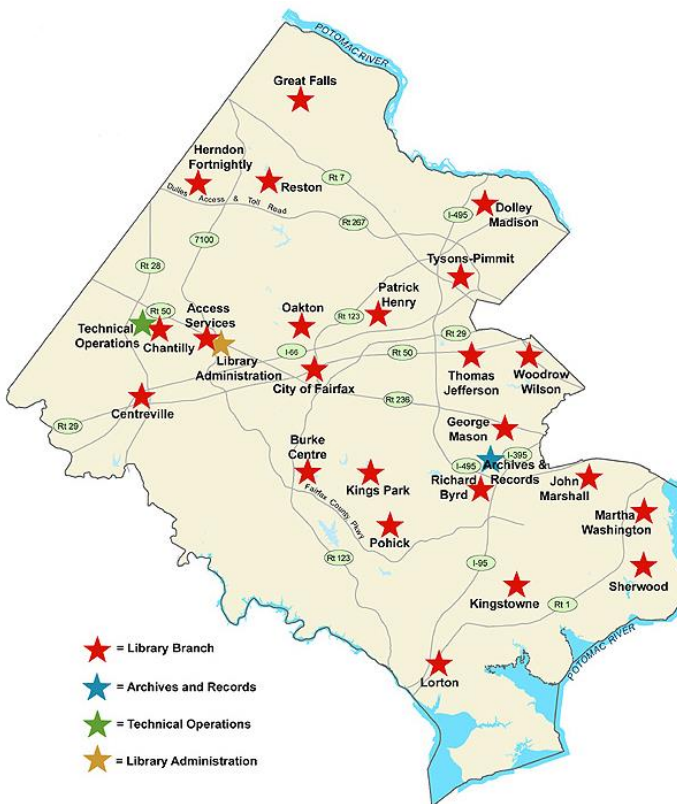 POTOMAC RIVER
Great Falls
Herndon
Fortnightly
Reston
Rt 7
Dulles Access & Toll Road
Rt 267
I-495
Dolley
Madison
7100
Tysons-Pimmit
Rt 28
Patrick
Henry
Rt 50
Access
Services
Oakton
Rt 123
Technical
Operations
Chantilly
Library
Administration
I-66
City of Fairfax
Rt 50
Rt 29
Thomas
Jefferson
Woodrow
Wilson
Centreville
Rt 29
Rt 236
George
Mason
Burke
Centre
Kings Park
I-495
I-395
Archives &
Records
Richard
Byrd
John
Marshall
Fairfax County Pkwy
Pohick
Martha
Washington
Rt 123
I-95
Kingstowne
Rt 1
Sherwood
POTOMAC RIVER
Lorton
= Library Branch
= Archives and Records
= Technical Operations
= Library Administration